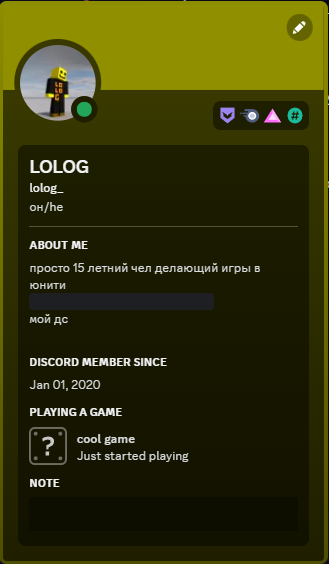 LOLOG
lolog_
он/he
ABOUT ME
просто 15 летний чел делающий игры в
юнити
мой дс
DISCORD MEMBER SINCE
Jan 01, 2020
PLAYING A GAME
?
cool game
Just started playing
NOTE